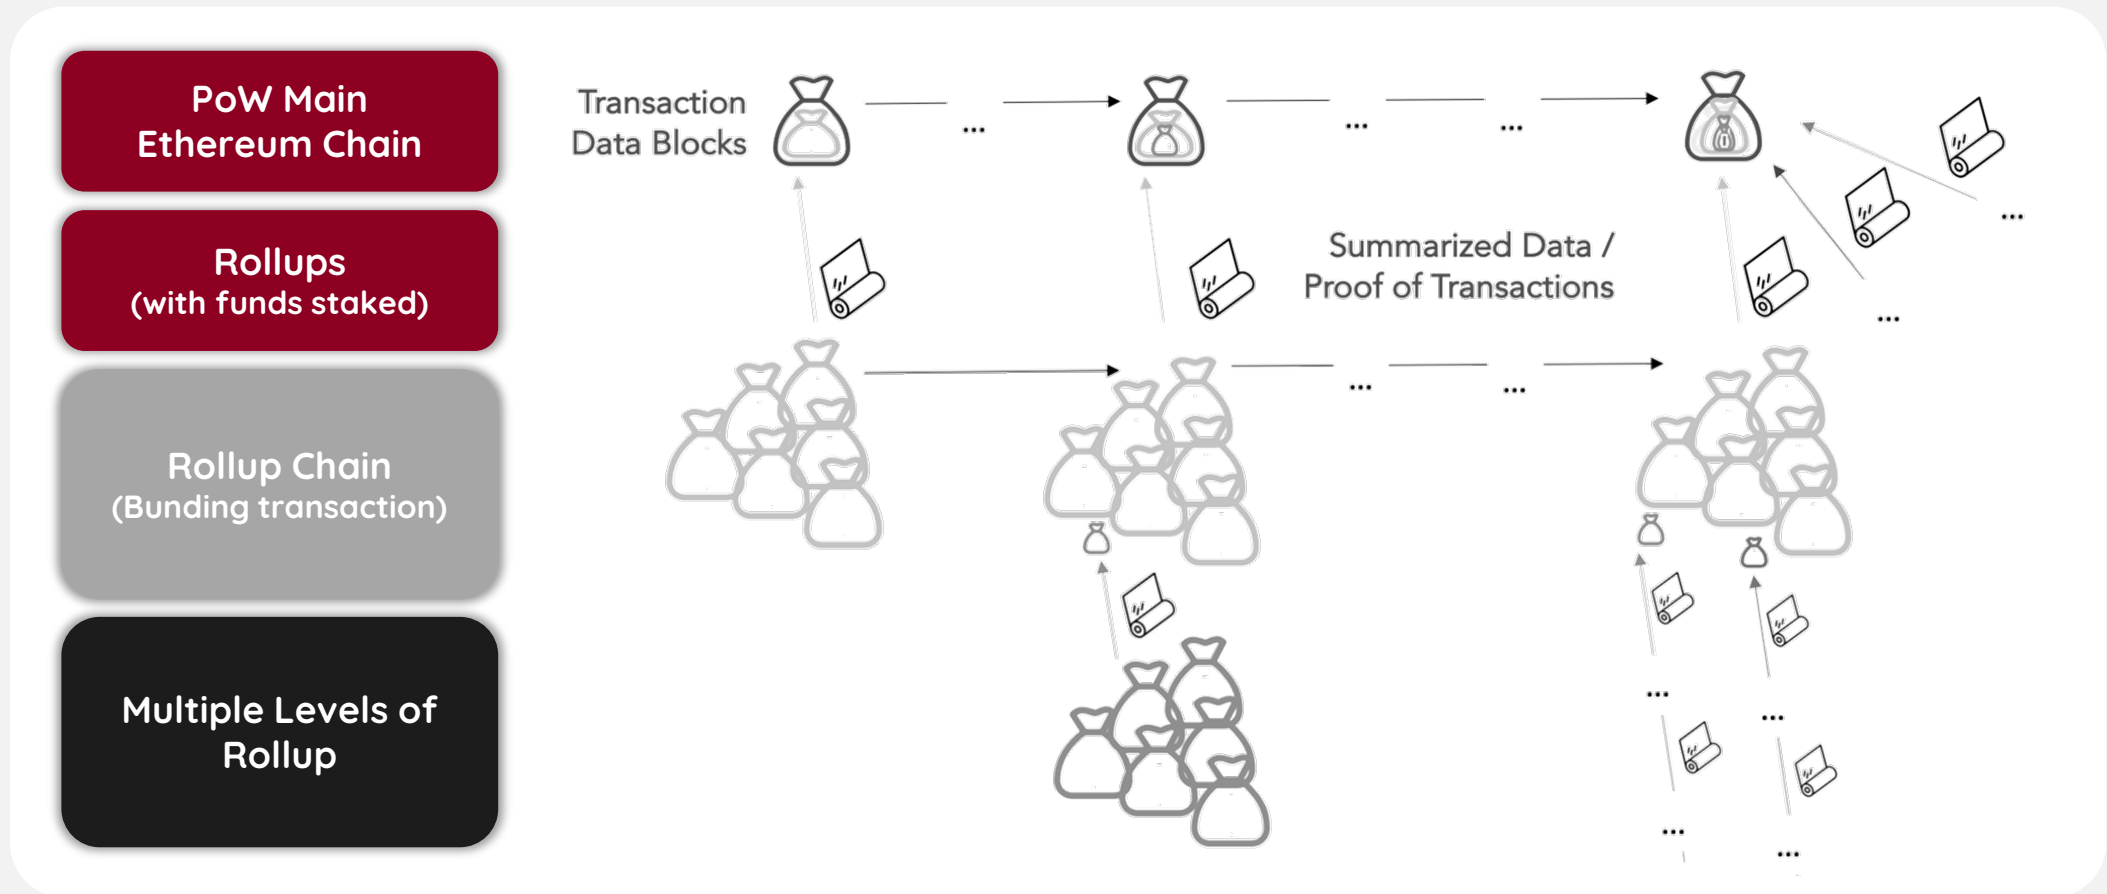 PoW Main
Ethereum Chain
Rollups
(with funds staked)
Rollup Chain
(Bunding transaction)
Multiple Levels of
Rollup
Transaction
Data Blocks
...
...
...
Summarized Data /
Proof of Transactions
...
...
...
...
...
...
...
...